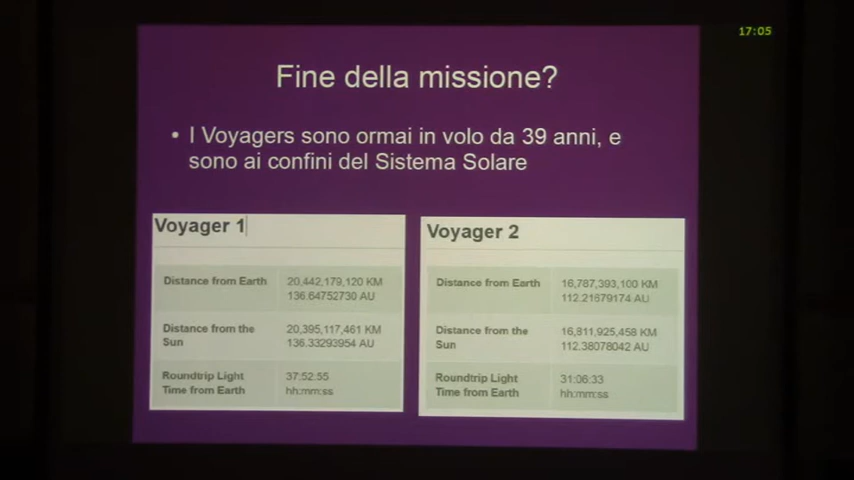 17:05
Fine della missione?
• I Voyagers sono ormai in volo da 39 anni, e
sono ai confini del Sistema Solare
Voyager 1
Distance from Earth
20,442,179,120 KM
136.64752730 AU
Distance from the
Sun
20,395,117,461 KM
136.33293954 AU
Roundtrip Light
Time from Earth
37:52:55
hh:mm:ss
Voyager 2
Distance from Earth
16,787,393,100 KM
112.21679174 AU
Distance from the
Sun
16,811,925,458 KM
112.38078042 AU
Roundtrip Light
Time from Earth
31:06:33
hh:mm:ss